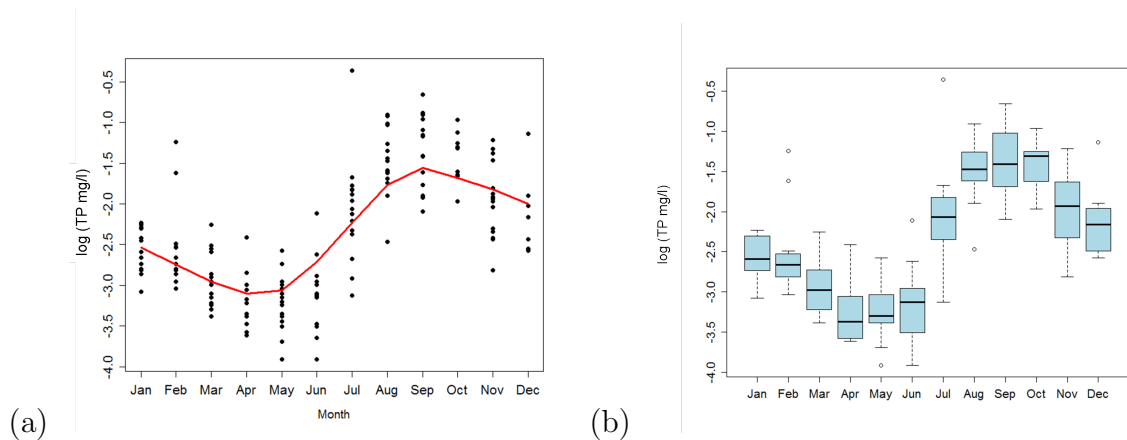 (a)
log (TP mg/l)
-0.5
-1.0
-1.5
-2.0
-2.5
-3.0
-3.5
-4.0
Jan Feb Mar Apr May Jun Jul Aug Sep Oct Nov Dec
Month
(b)
log (TP mg/l)
-0.5
-1.0
-1.5
-2.0
-2.5
-3.0
-3.5
-4.0
Jan Feb Mar Apr May Jun Jul Aug Sep Oct Nov Dec